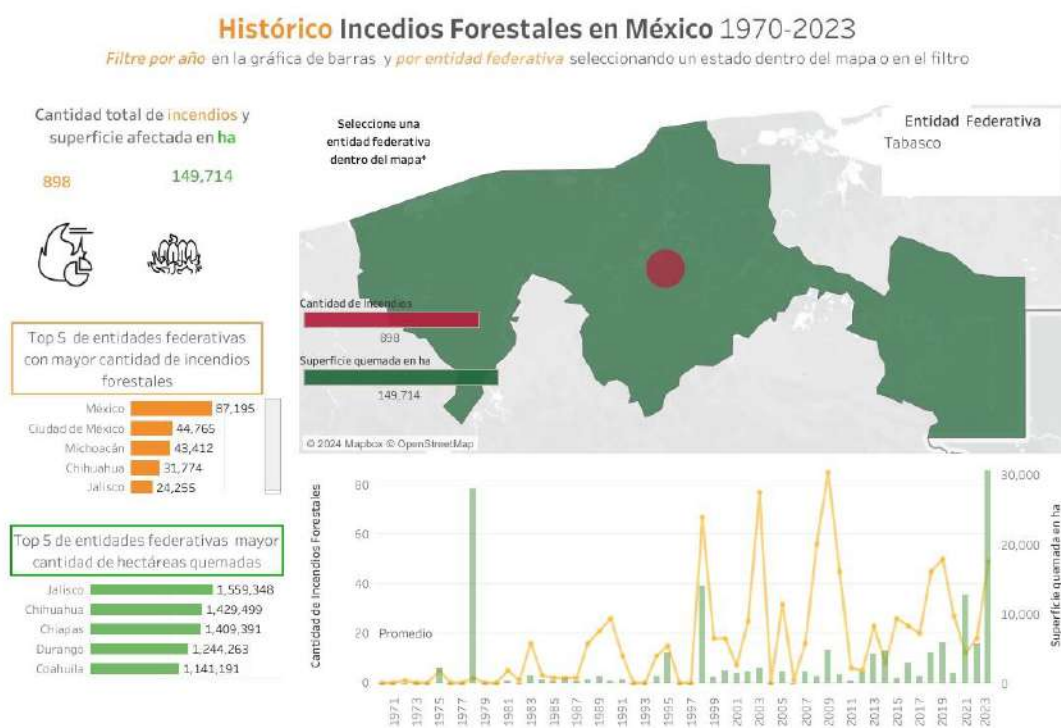 Histórico Incedios Forestales en México 1970-2023
Filtre por año en la gráfica de barras y por entidad federativa seleccionando un estado dentro del mapa o en el filtro
Cantidad total de incendios y
superficie afectada en ha
898
149,714
Seleccione una
entidad federativa
dentro del mapa*
Entidad Federativa
Tabasco
Cantidad de Incendios
898
Superficie quemada en ha
149,714
© 2024 Mapbox © OpenStreetMap
Top 5 de entidades federativas
con mayor cantidad de incendios
forestales
México 87,195
Ciudad de México 44,765
Michoacán 43,412
Chihuahua 31,774
Jalisco 24,255
Top 5 de entidades federativas mayor
cantidad de hectáreas quemadas
Jalisco 1,559,348
Chihuahua 1,429,499
Chiapas 1,409,391
Durango 1,244,263
Coahuila 1,141,191
Cantidad de Incendios Forestales
80
60
40
20
0
Promedio
30,000
20,000
10,000
0
Superficie quemada en ha
1971 1973 1975 1977 1979 1981 1983 1985 1987 1989 1991 1993 1995 1997 1999 2001 2003 2005 2007 2009 2011 2013 2015 2017 2019 2021 2023